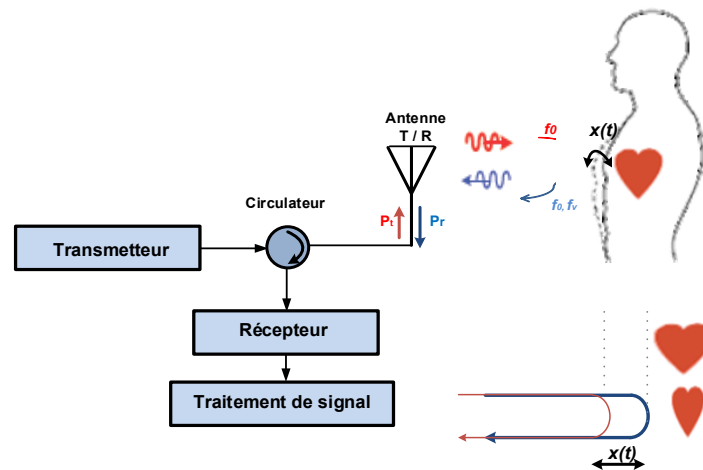 Antenne
T / R
f0
x(t)
Circulateur
Pt
Pr
f0, fv
Transmetteur
Récepteur
Traitement de signal
x(t)